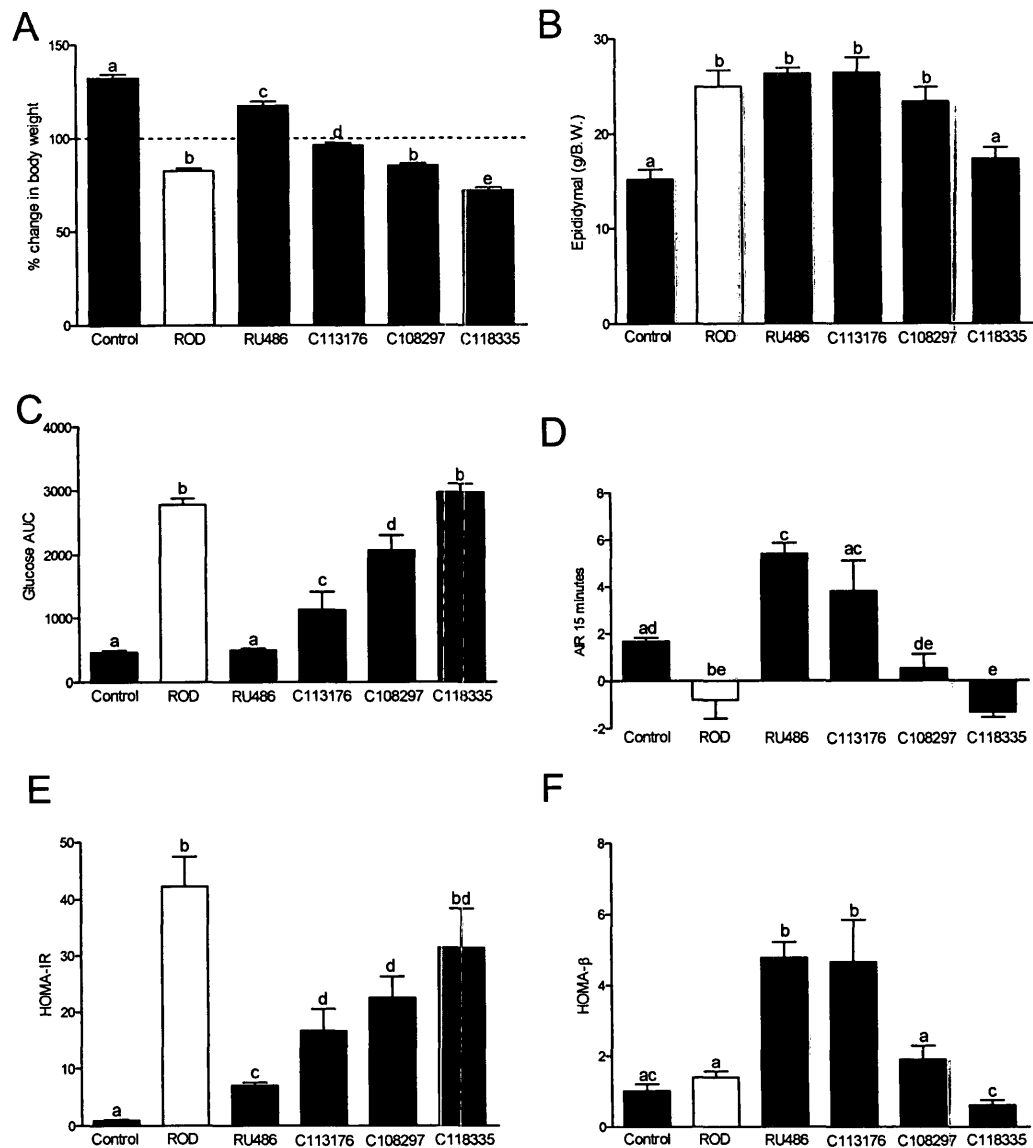 A
% change in body weight
150
100
50
0
a
b
c
d
b
e
Control ROD RU486 C113176 C108297 C118335
B
Epididymal (g/B.W.)
30
20
10
0
a
b
b
b
b
a
Control ROD RU486 C113176 C108297 C118335
C
Glucose AUC
4000
3000
2000
1000
0
a
b
a
c
d
b
Control ROD RU486 C113176 C108297 C118335
D
AIR 15 minutes
8
6
4
2
0
-2
ad
be
c
ac
de
e
Control ROD RU486 C113176 C108297 C118335
E
HOMA-IR
50
40
30
20
10
0
a
b
c
d
d
bd
Control ROD RU486 C113176 C108297 C118335
F
HOMA-β
8
6
4
2
0
ac
a
b
b
a
c
Control ROD RU486 C113176 C108297 C118335